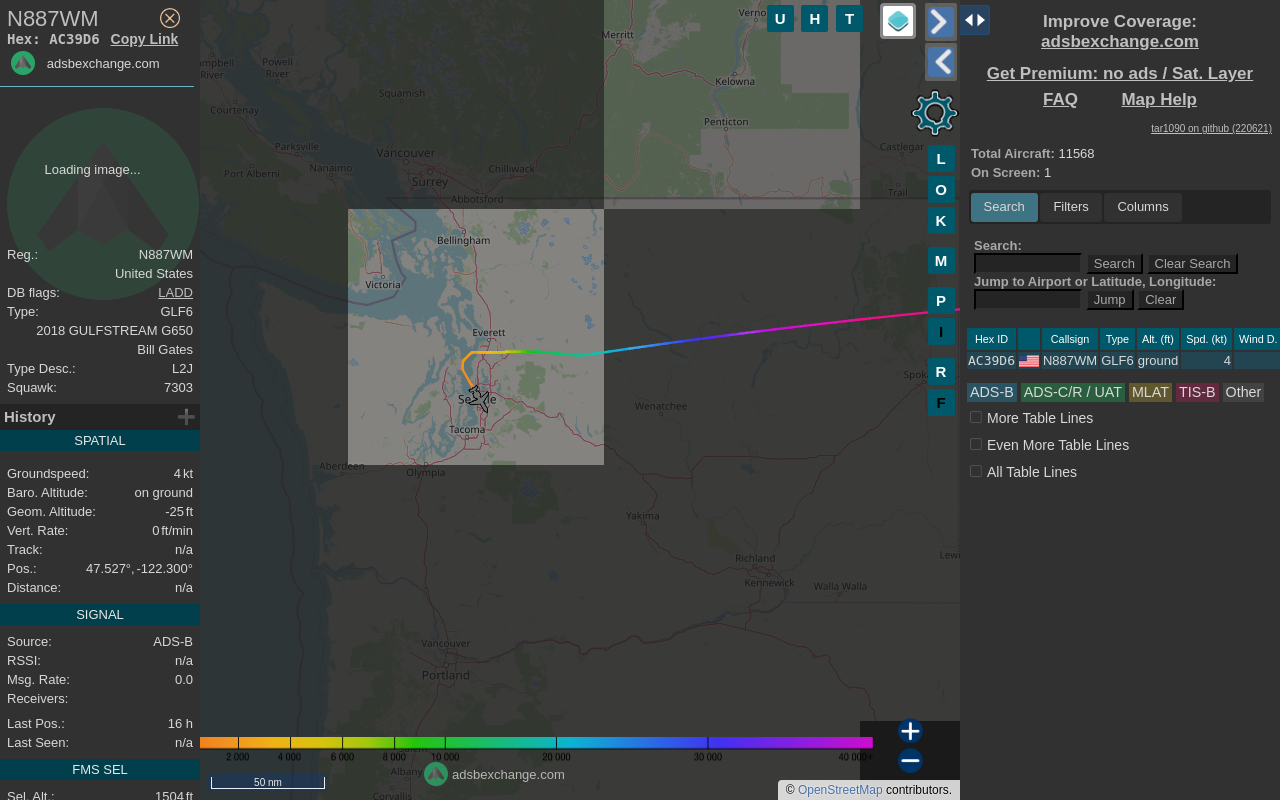 N887WM
Hex: AC39D6 Copy Link
adsbexchange.com
Loading image...
Reg.: N887WM
United States
DB flags: LADD
Type: GLF6
2018 GULFSTREAM G650
Bill Gates
Type Desc.: L2J
Squawk: 7303
History
SPATIAL
Groundspeed: 4 kt
Baro. Altitude: on ground
Geom. Altitude: -25 ft
Vert. Rate: 0 ft/min
Track: n/a
Pos.: 47.527°, -122.300°
Distance: n/a
SIGNAL
Source: ADS-B
RSSI: n/a
Msg. Rate: 0.0
Receivers:
Last Pos.: 16 h
Last Seen: n/a
FMS SEL
Sel. Alt.: 1504 ft
Campbell
River
Powell
River
Courtenay
Squamish
Merritt
Kelowna
Penticton
Parksville
Port Alberni
Nanaimo
Vancouver
Surrey
Chilliwack
Abbotsford
Castlegar
Trail
Bellingham
Victoria
Everett
Tacoma
Wenatchee
Aberdeen
Olympia
Yakima
Richland
Kennewick
Walla Walla
Vancouver
Portland
Albany
Corvallis
U H T
L
O
K
M
P
I
R
F
2 000 4 000 6 000 8 000 10 000 20 000 30 000 40 000+
50 nm
adsbexchange.com
© OpenStreetMap contributors.
Improve Coverage:
adsbexchange.com
Get Premium: no ads / Sat. Layer
FAQ Map Help
tar1090 on github (220621)
Total Aircraft: 11568
On Screen: 1
Search Filters Columns
Search:
Search Clear Search
Jump to Airport or Latitude, Longitude:
Jump Clear
Hex ID Callsign Type Alt. (ft) Spd. (kt) Wind D.
AC39D6 N887WM GLF6 ground 4
ADS-B ADS-C/R / UAT MLAT TIS-B Other
More Table Lines
Even More Table Lines
All Table Lines